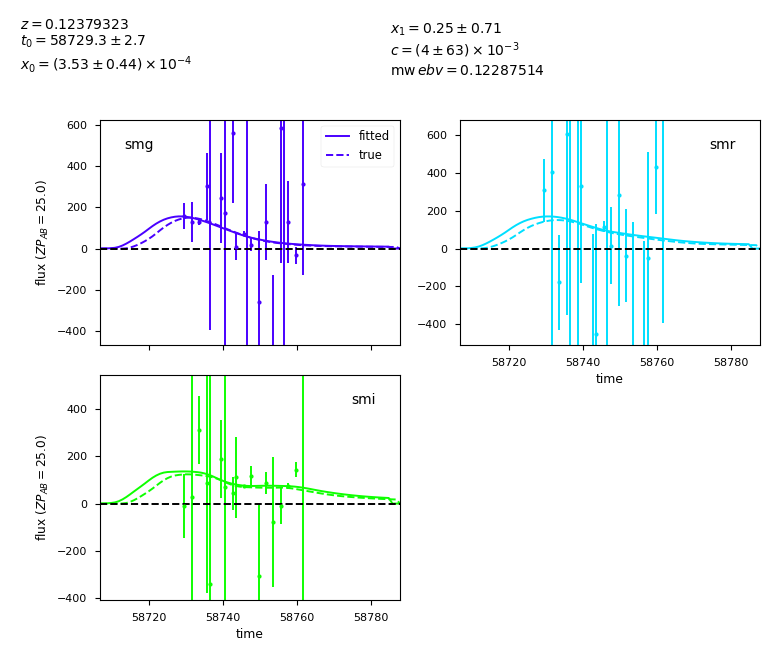 z = 0.12379323
t₀ = 58729.3 ± 2.7
x₀ = (3.53 ± 0.44) × 10⁻⁴
x₁ = 0.25 ± 0.71
c = (4 ± 63) × 10⁻³
mw ebv = 0.12287514
600
400
200
0
−200
−400
flux (ZP_AB = 25.0)
smg
fitted
true
600
400
200
0
−200
−400
smr
58720
58740
58760
58780
time
400
200
0
−200
−400
flux (ZP_AB = 25.0)
smi
58720
58740
58760
58780
time